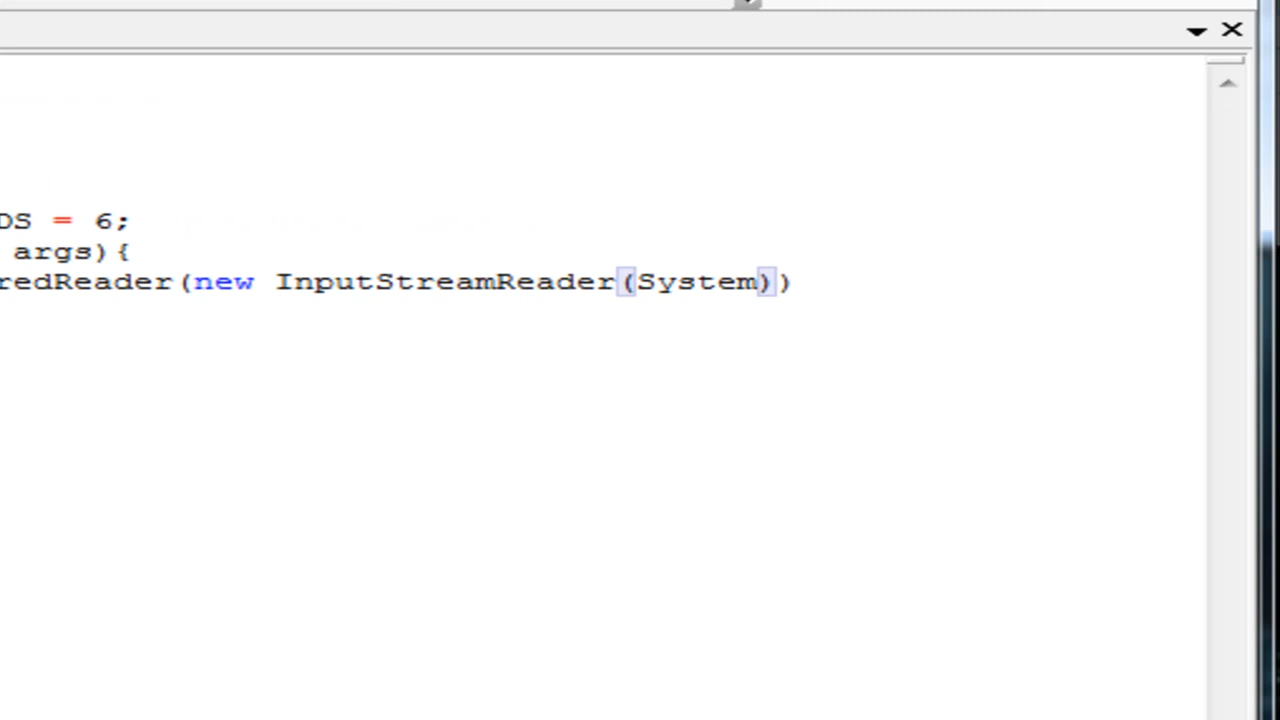 DS = 6;
args){
redReader(new InputStreamReader(System))